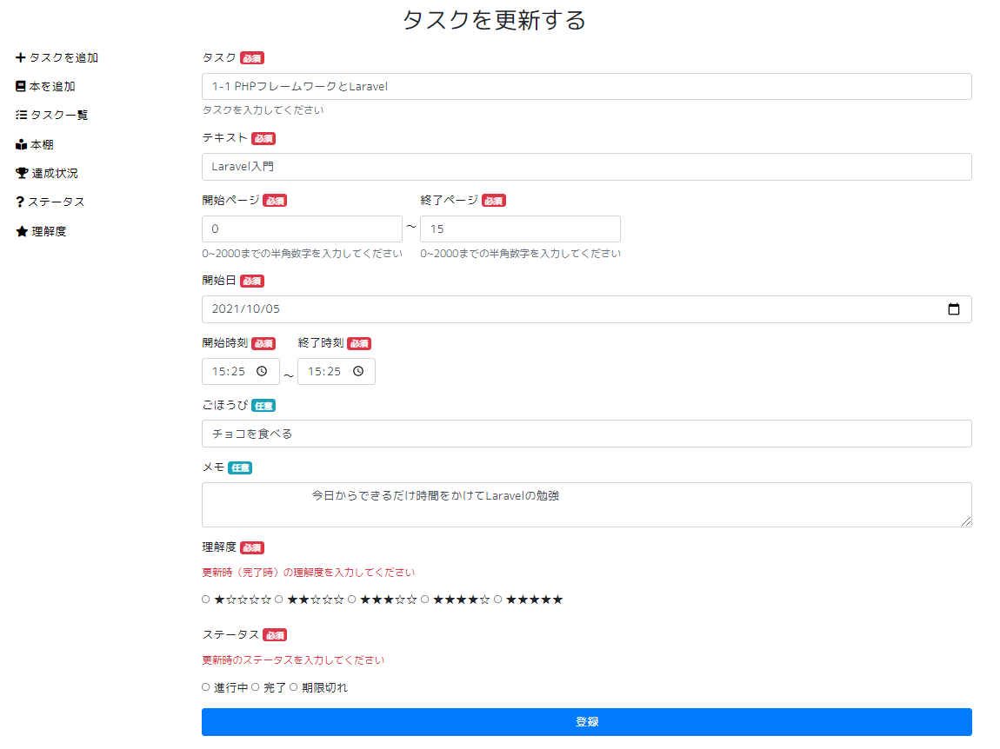 タスクを更新する
タスクを追加
本を追加
タスク一覧
本棚
達成状況
ステータス
理解度
タスク 必須
1-1 PHPフレームワークとLaravel
タスクを入力してください
テキスト 必須
Laravel入門
開始ページ 必須 終了ページ 必須
0 ～ 15
0~2000までの半角数字を入力してください 0~2000までの半角数字を入力してください
開始日 必須
2021/10/05
開始時刻 必須 終了時刻 必須
15:25 ～ 15:25
ごほうび 任意
チョコを食べる
メモ 任意
今日からできるだけ時間をかけてLaravelの勉強
理解度 必須
更新時（完了時）の理解度を入力してください
★☆☆☆☆ ★★☆☆☆ ★★★☆☆ ★★★★☆ ★★★★★
ステータス 必須
更新時のステータスを入力してください
進行中 完了 期限切れ
登録